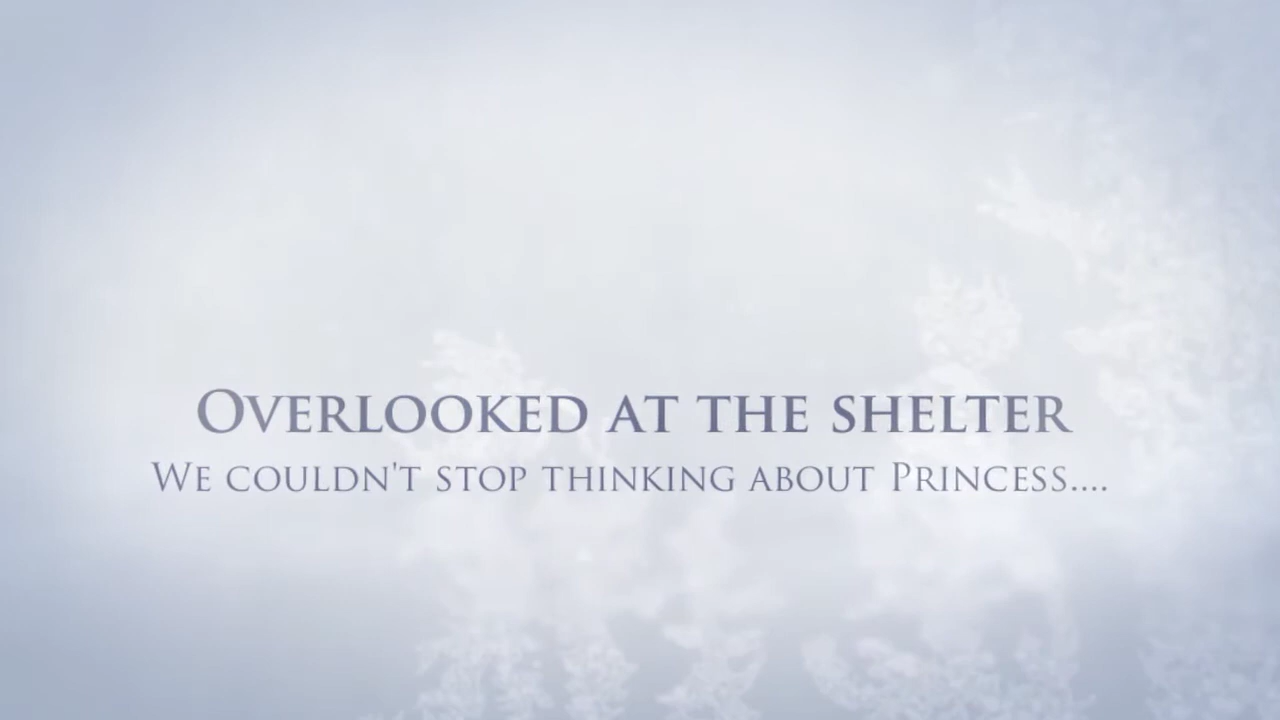 Overlooked at the shelter
We couldn't stop thinking about Princess....